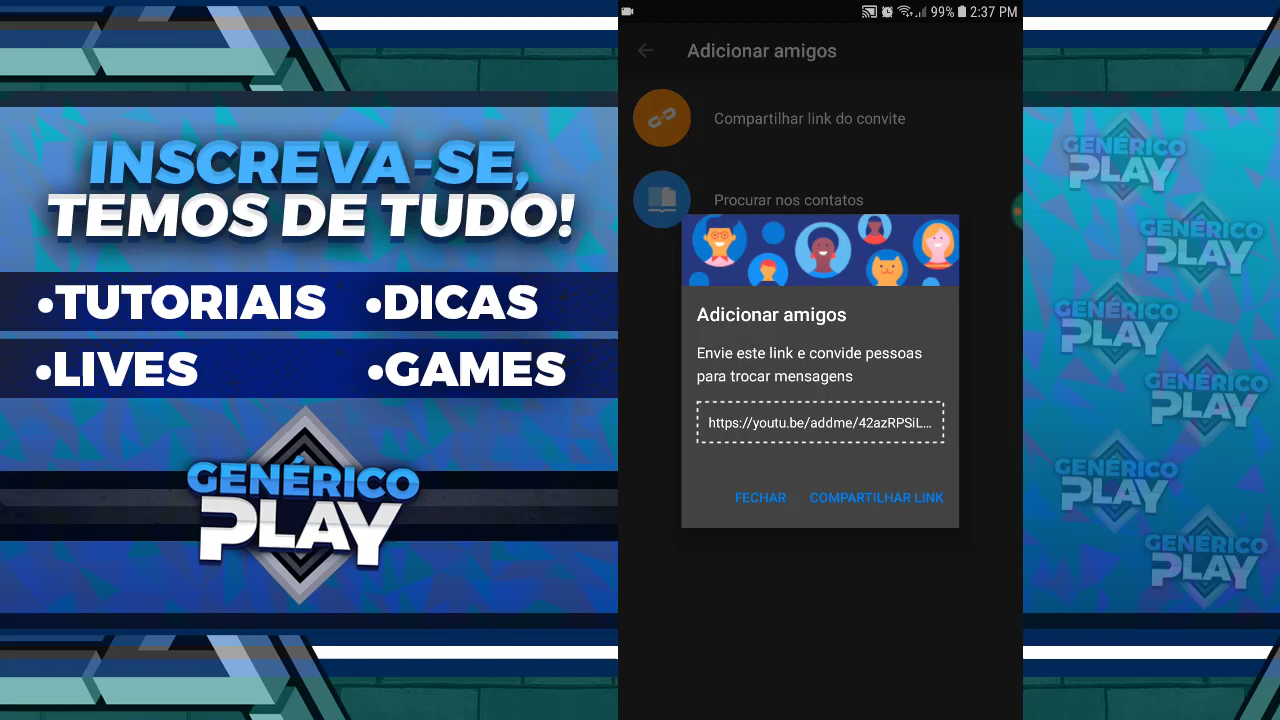 INSCREVA-SE,
TEMOS DE TUDO!
•TUTORIAIS •DICAS
•LIVES •GAMES
GENÉRICO
PLAY
99% 2:37 PM
Adicionar amigos
Compartilhar link do convite
Procurar nos contatos
Adicionar amigos
Envie este link e convide pessoas
para trocar mensagens
https://youtu.be/addme/42azRPSiL...
FECHAR COMPARTILHAR LINK
GENÉRICO
PLAY
GENÉRICO
PLAY
GENÉRICO
PLAY
GENÉRICO
PLAY
GENÉRICO
PLAY
GENÉRICO
PLAY